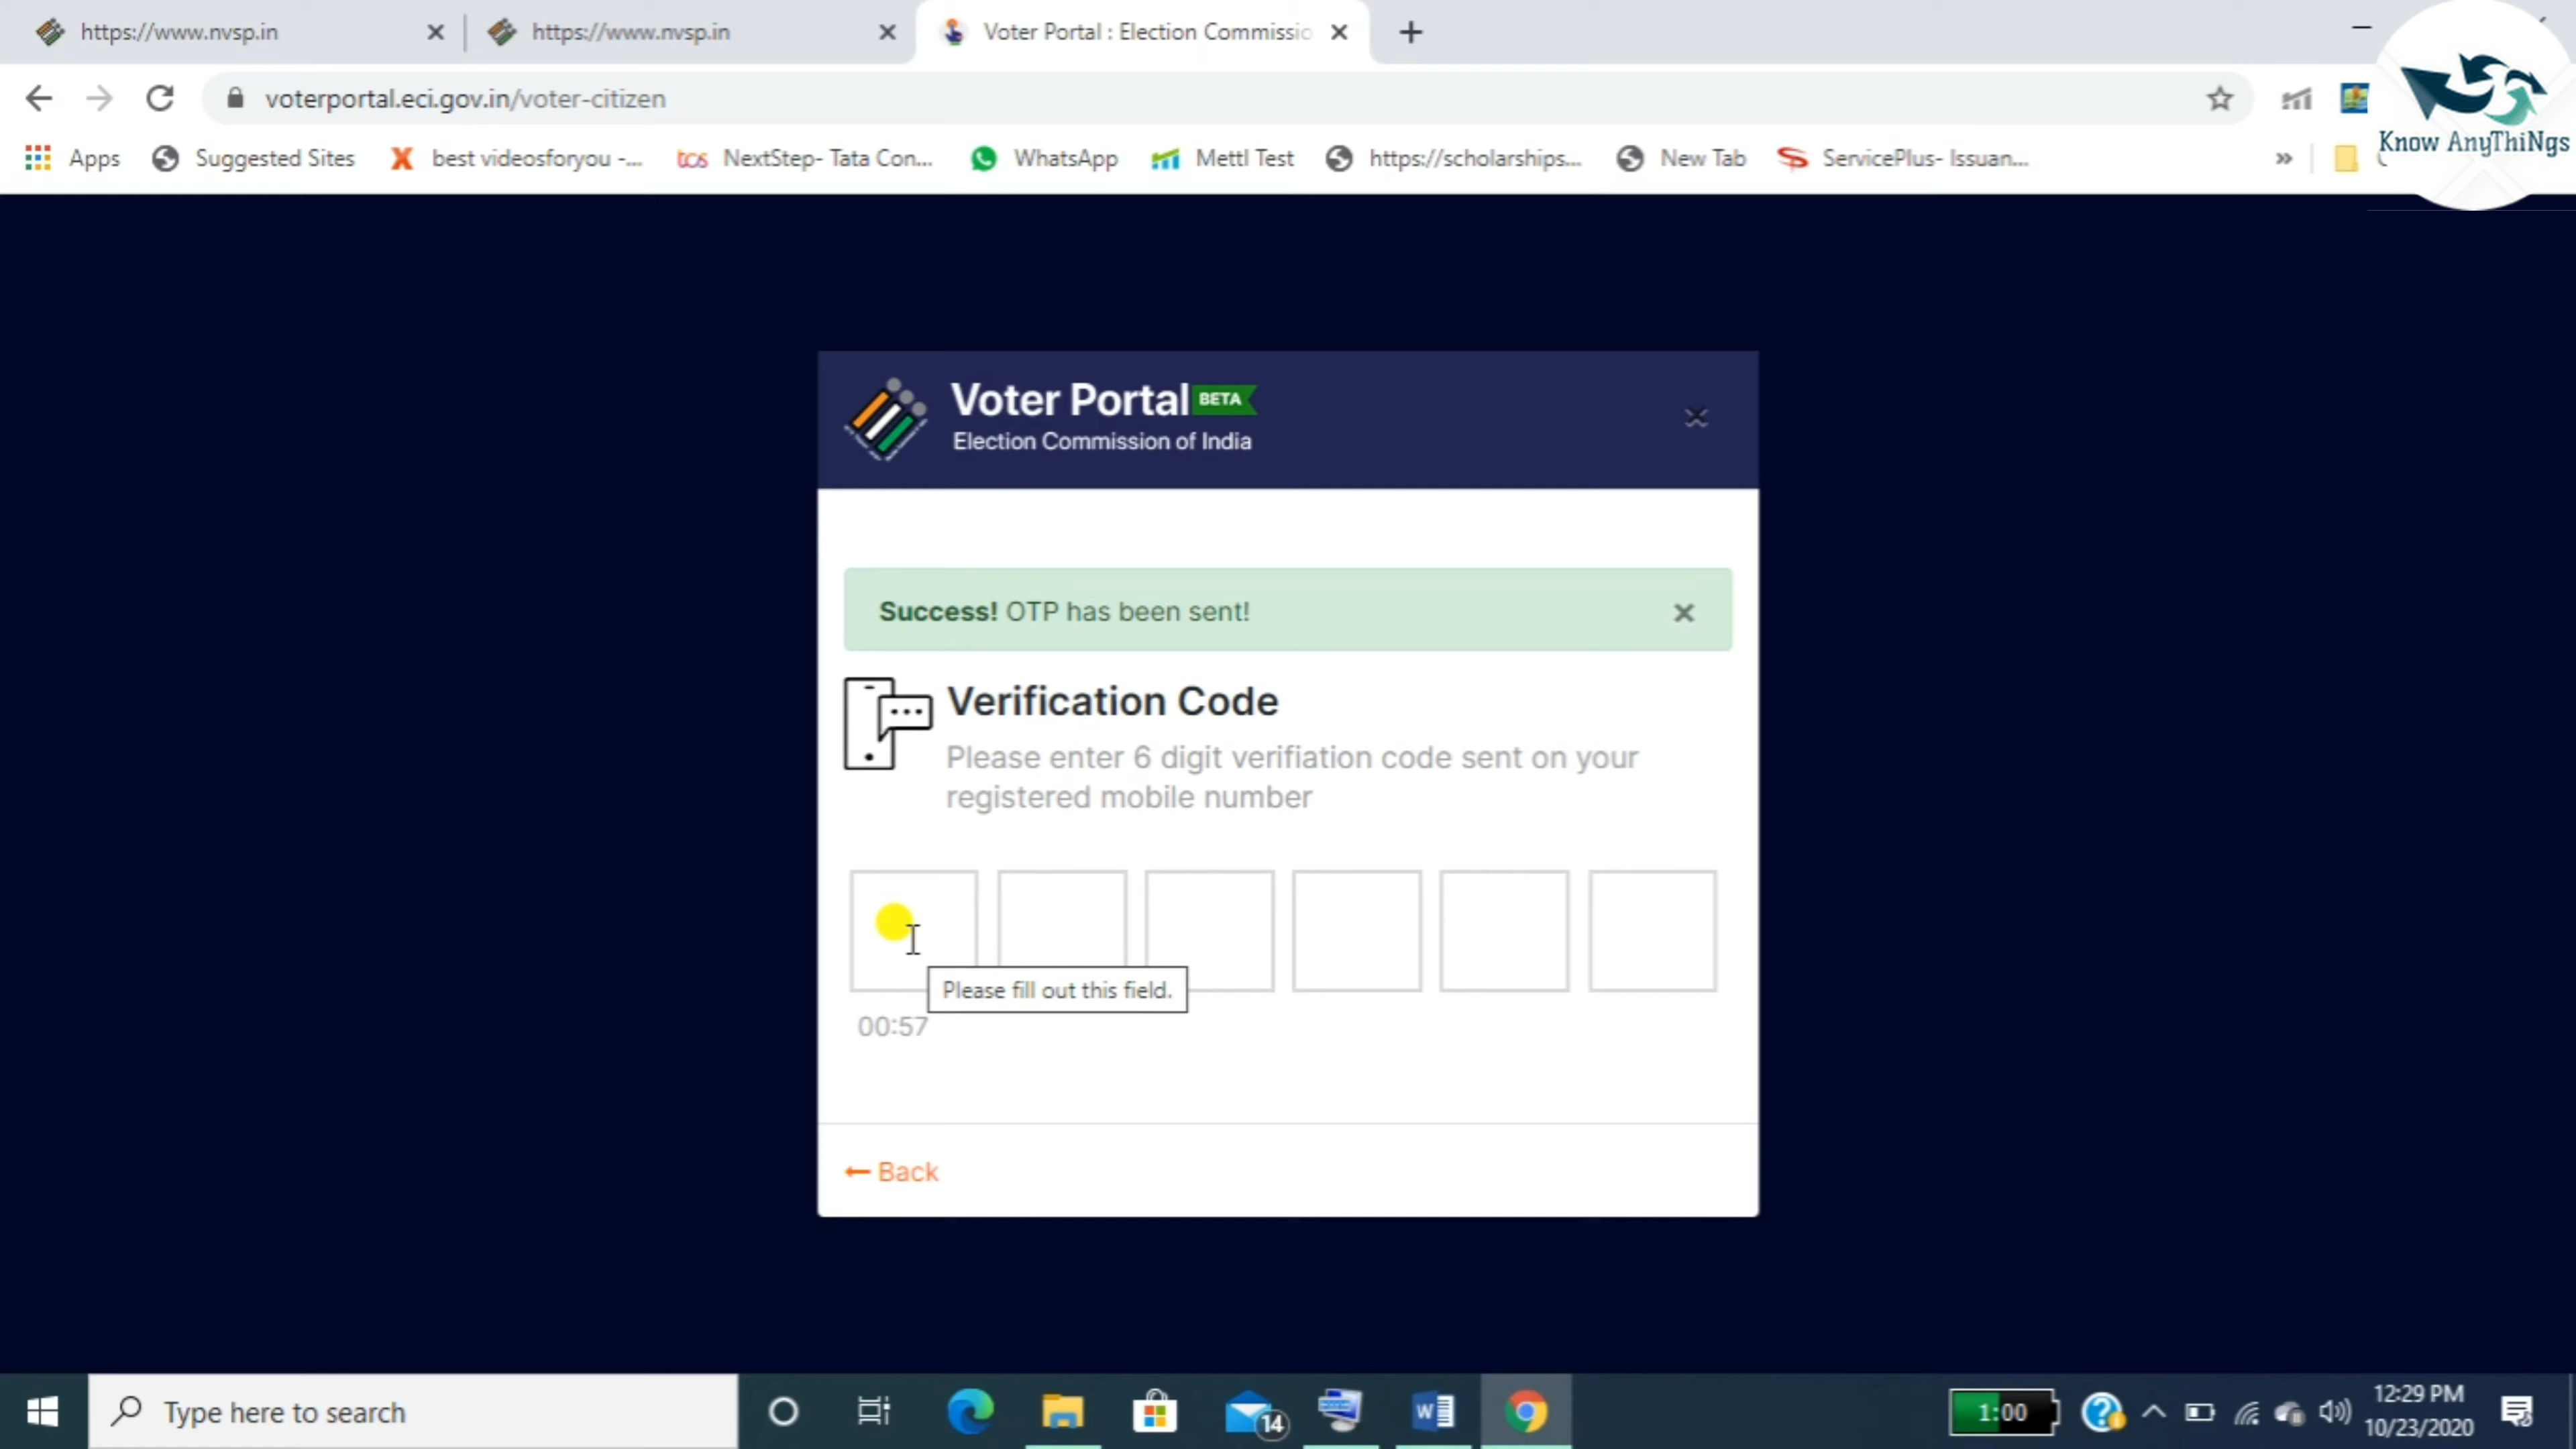 https://www.nvsp.in
https://www.nvsp.in
Voter Portal : Election Commissio
voterportal.eci.gov.in/voter-citizen
Know AnyThiNgs
Apps
Suggested Sites
best videosforyou -...
tcs NextStep- Tata Con...
WhatsApp
Mettl Test
https://scholarships...
New Tab
ServicePlus- Issuan...
»
Voter Portal BETA
Election Commission of India
Success! OTP has been sent!
Verification Code
Please enter 6 digit verifiation code sent on your
registered mobile number
Please fill out this field.
00:57
Back
Type here to search
14
1:00
12:29 PM
10/23/2020